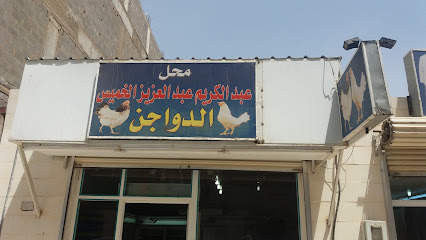 محل
عبد الكريم عبد العزيز الخميس
الدواجن